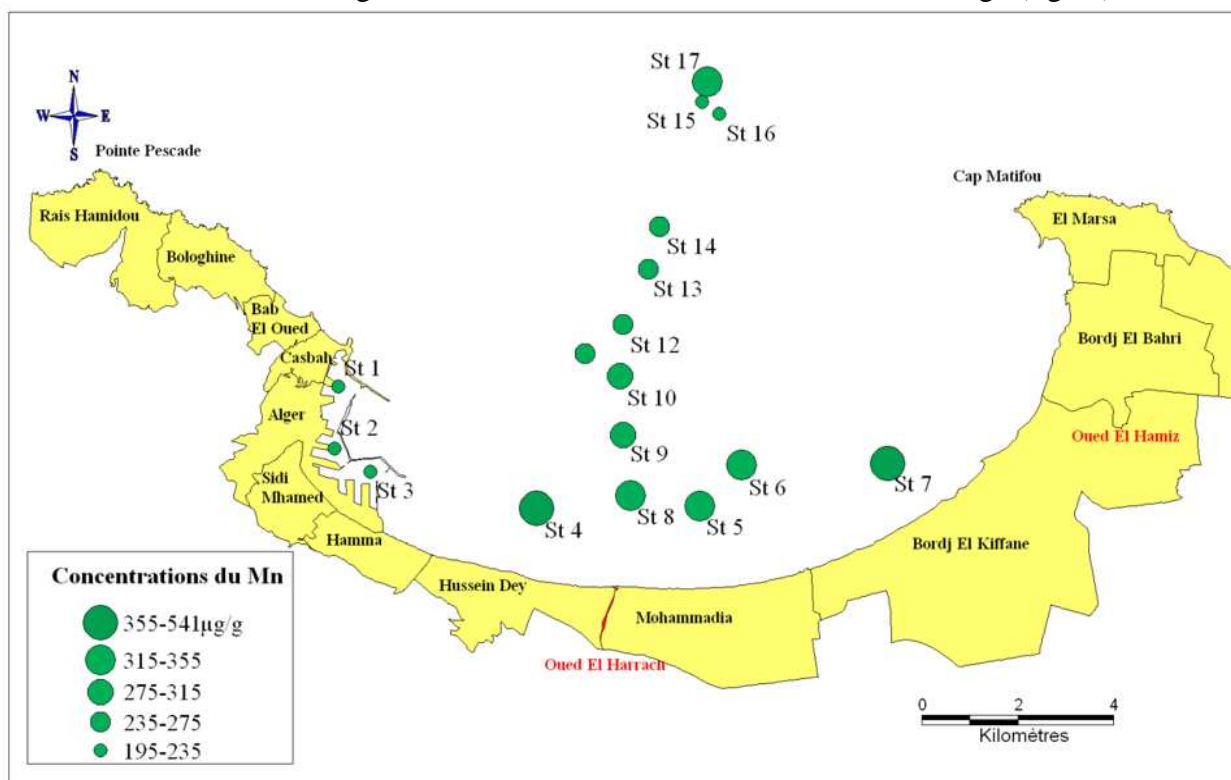 N
W E
S
Pointe Pescade
Rais Hamidou
Bologhine
Bab
El Oued
Casbah
St 1
Alger
St 2
Sidi
Mhamed
St 3
Hamma
Hussein Dey
Oued El Harrach
Mohammadia
St 17
St 15
St 16
St 14
St 13
St 12
St 10
St 9
St 6
St 7
St 4
St 8
St 5
Cap Matifou
El Marsa
Bordj El Bahri
Oued El Hamiz
Bordj El Kiffane
Concentrations du Mn
355-541µg/g
315-355
275-315
235-275
195-235
0 2 4
Kilomètres